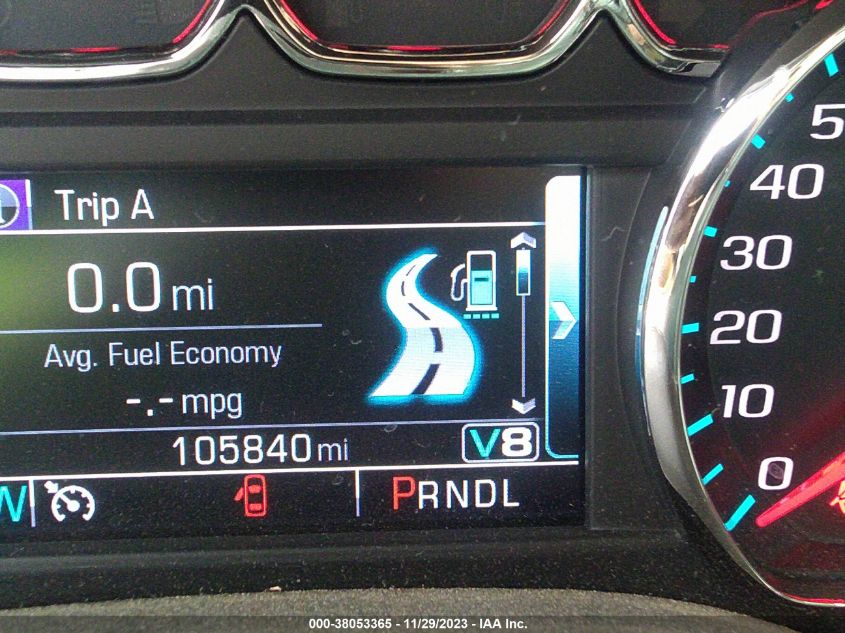 Trip A
0.0 mi
Avg. Fuel Economy
-.- mpg
105840 mi
V8
W
PRNDL
5
40
30
20
10
0
000-38053365 - 11/29/2023 - IAA Inc.